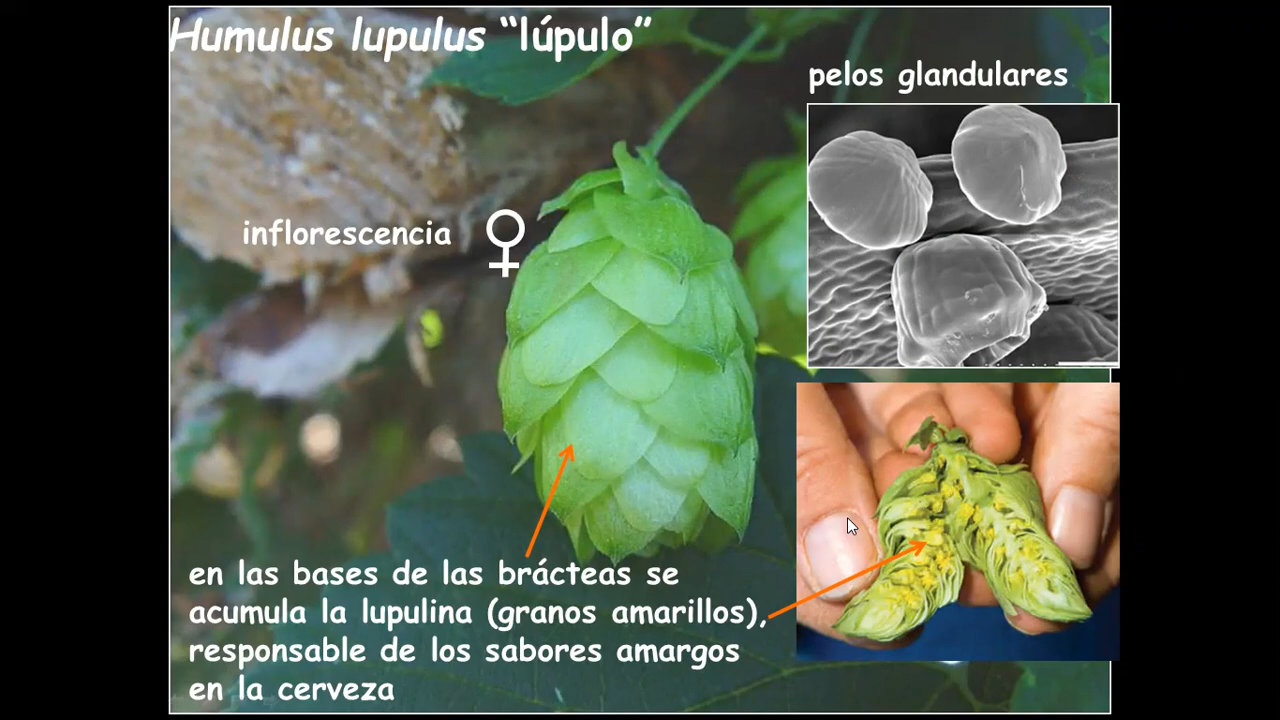 Humulus lupulus “lúpulo”
pelos glandulares
inflorescencia ♀
en las bases de las brácteas se
acumula la lupulina (granos amarillos),
responsable de los sabores amargos
en la cerveza